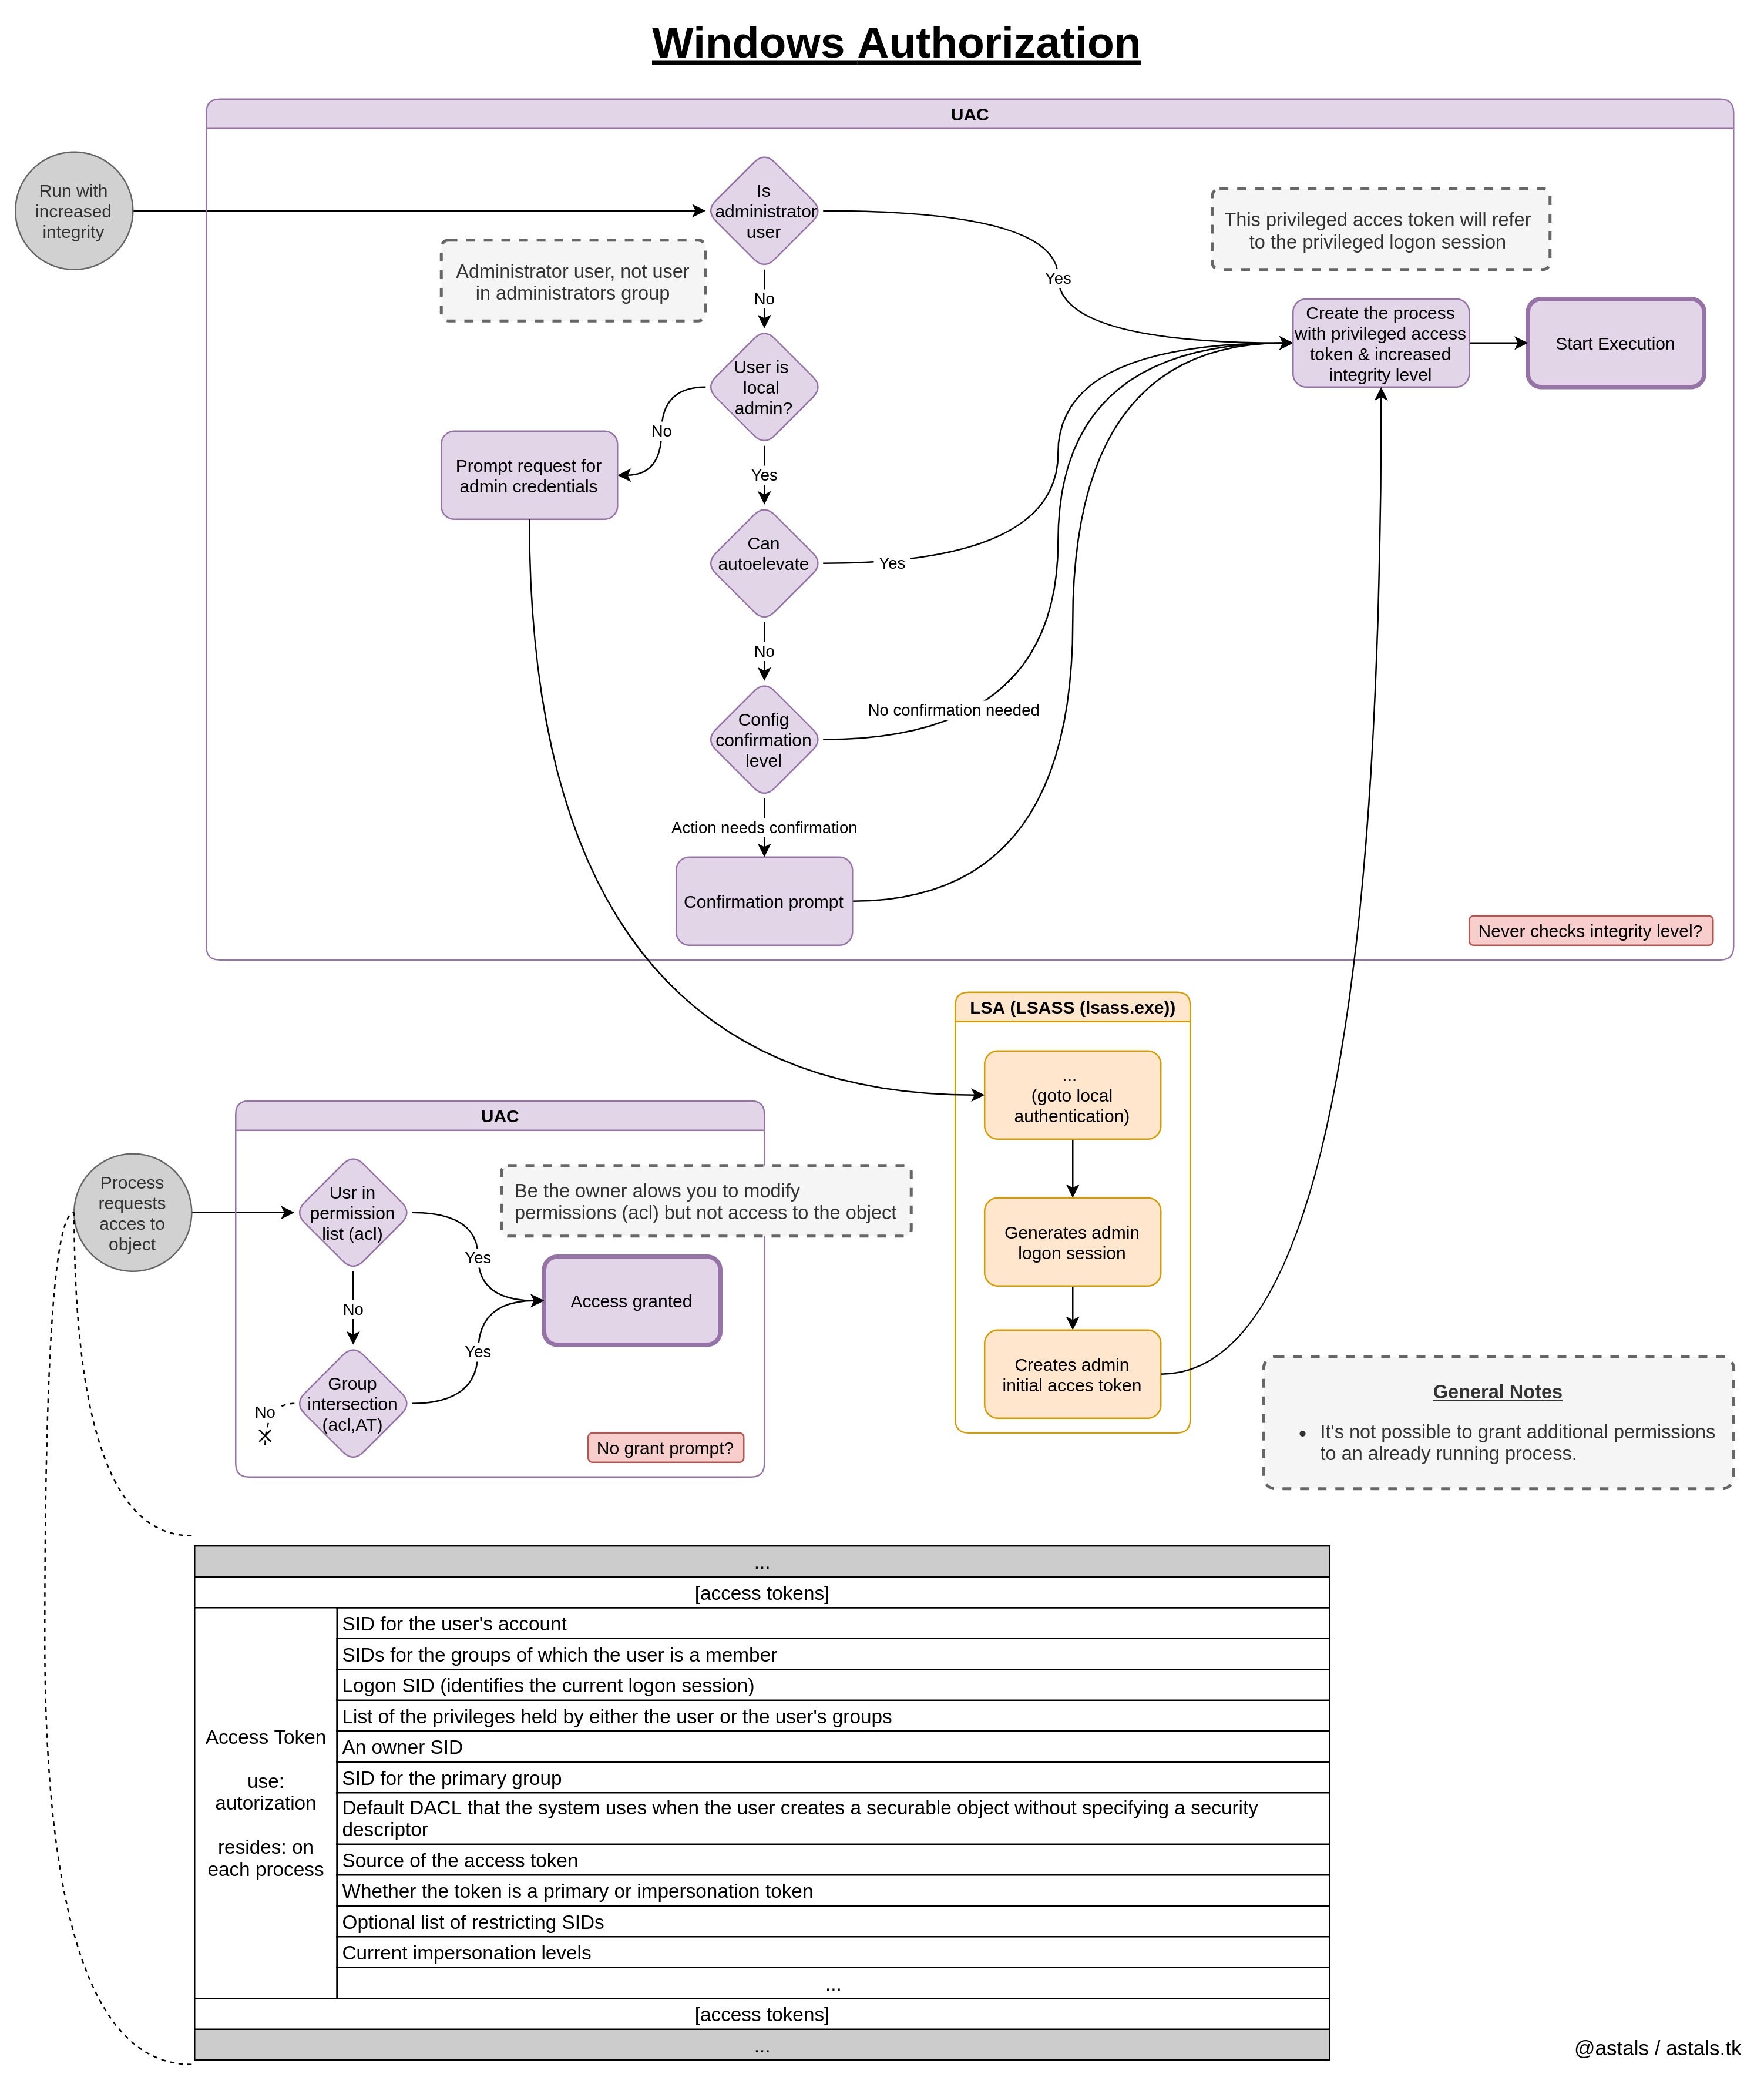 Windows Authorization
UAC
Run with
increased
integrity
Is
administrator
user
Administrator user, not user
in administrators group
No
Yes
This privileged acces token will refer
to the privileged logon session
Create the process
with privileged access
token & increased
integrity level
Start Execution
User is
local
admin?
No
Prompt request for
admin credentials
Yes
Can
autoelevate
Yes
No
Config
confirmation
level
No confirmation needed
Action needs confirmation
Confirmation prompt
Never checks integrity level?
LSA (LSASS (lsass.exe))
...
(goto local
authentication)
Generates admin
logon session
Creates admin
initial acces token
UAC
Process
requests
acces to
object
Usr in
permission
list (acl)
Be the owner alows you to modify
permissions (acl) but not access to the object
Yes
No
Access granted
Yes
Group
intersection
(acl,AT)
No
No grant prompt?
General Notes
• It's not possible to grant additional permissions
to an already running process.
...
[access tokens]
Access Token
use:
autorization
resides: on
each process
SID for the user's account
SIDs for the groups of which the user is a member
Logon SID (identifies the current logon session)
List of the privileges held by either the user or the user's groups
An owner SID
SID for the primary group
Default DACL that the system uses when the user creates a securable object without specifying a security
descriptor
Source of the access token
Whether the token is a primary or impersonation token
Optional list of restricting SIDs
Current impersonation levels
...
[access tokens]
...
@astals / astals.tk